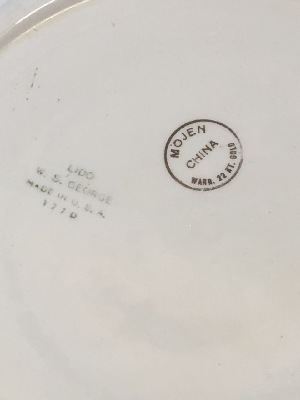 LIDO
W. S. GEORGE
MADE IN U. S. A.
MOJEN
CHINA
WARR. 22 KT. GOLD